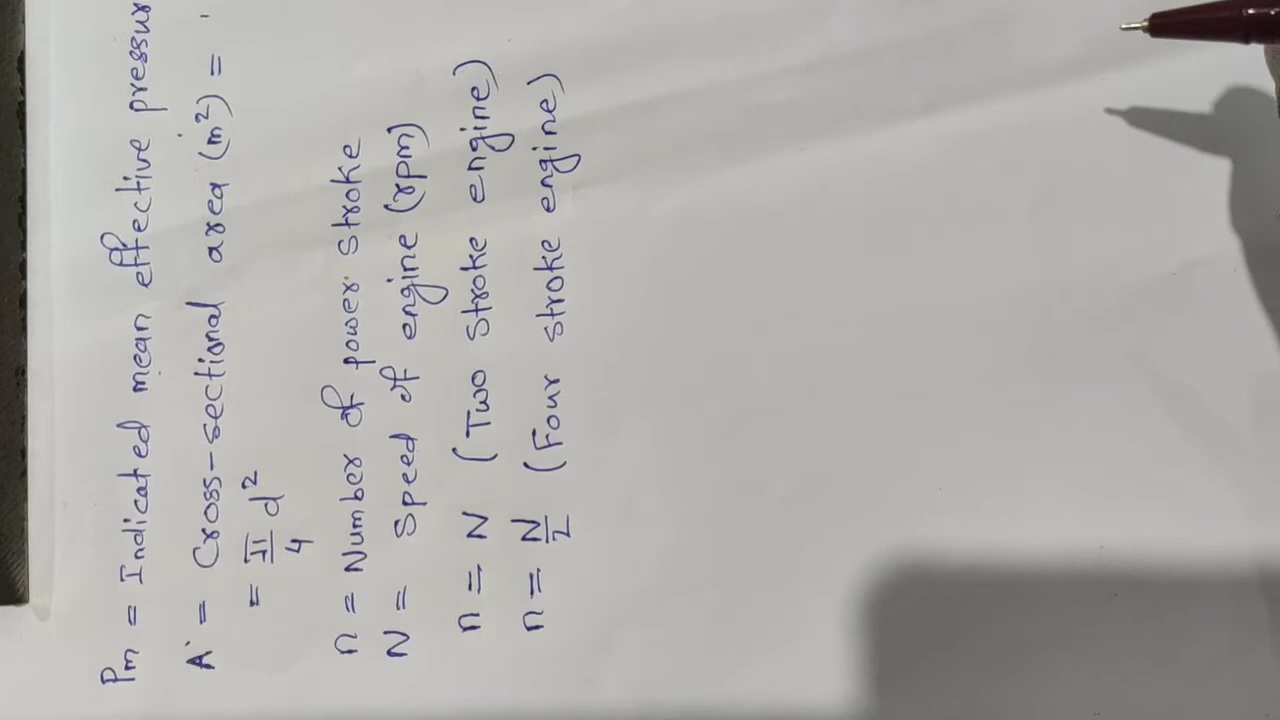 Pm = Indicated mean effective
A = Cross-sectional area (m²) =
= π/4 d²
n = Number of power stroke
N = Speed of engine (rpm)
n = N (Two stroke engine)
n = N/2 (Four stroke engine)